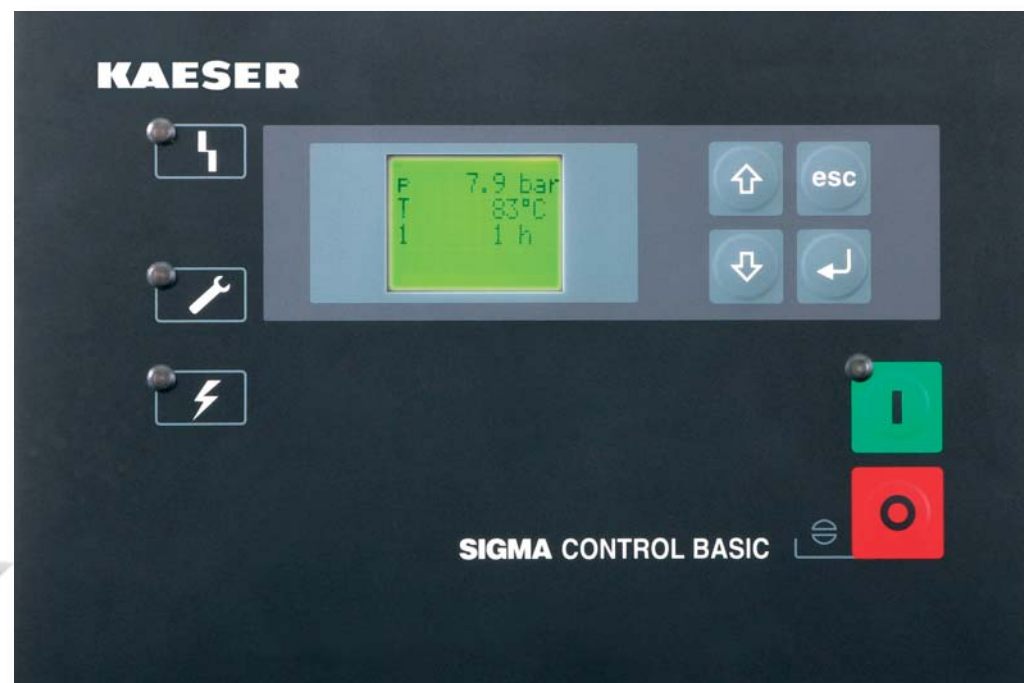 KAESER
P 7.9 bar
T 83°C
1 1 h
esc
I
O
SIGMA CONTROL BASIC